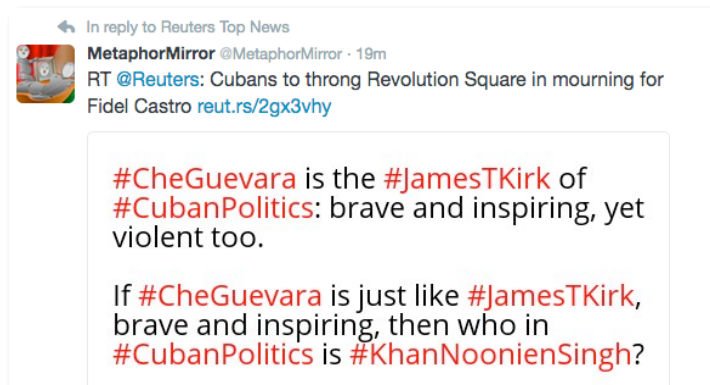 In reply to Reuters Top News
MetaphorMirror @MetaphorMirror · 19m
RT @Reuters: Cubans to throng Revolution Square in mourning for
Fidel Castro reut.rs/2gx3vhy
#CheGuevara is the #JamesTKirk of
#CubanPolitics: brave and inspiring, yet
violent too.
If #CheGuevara is just like #JamesTKirk,
brave and inspiring, then who in
#CubanPolitics is #KhanNoonienSingh?